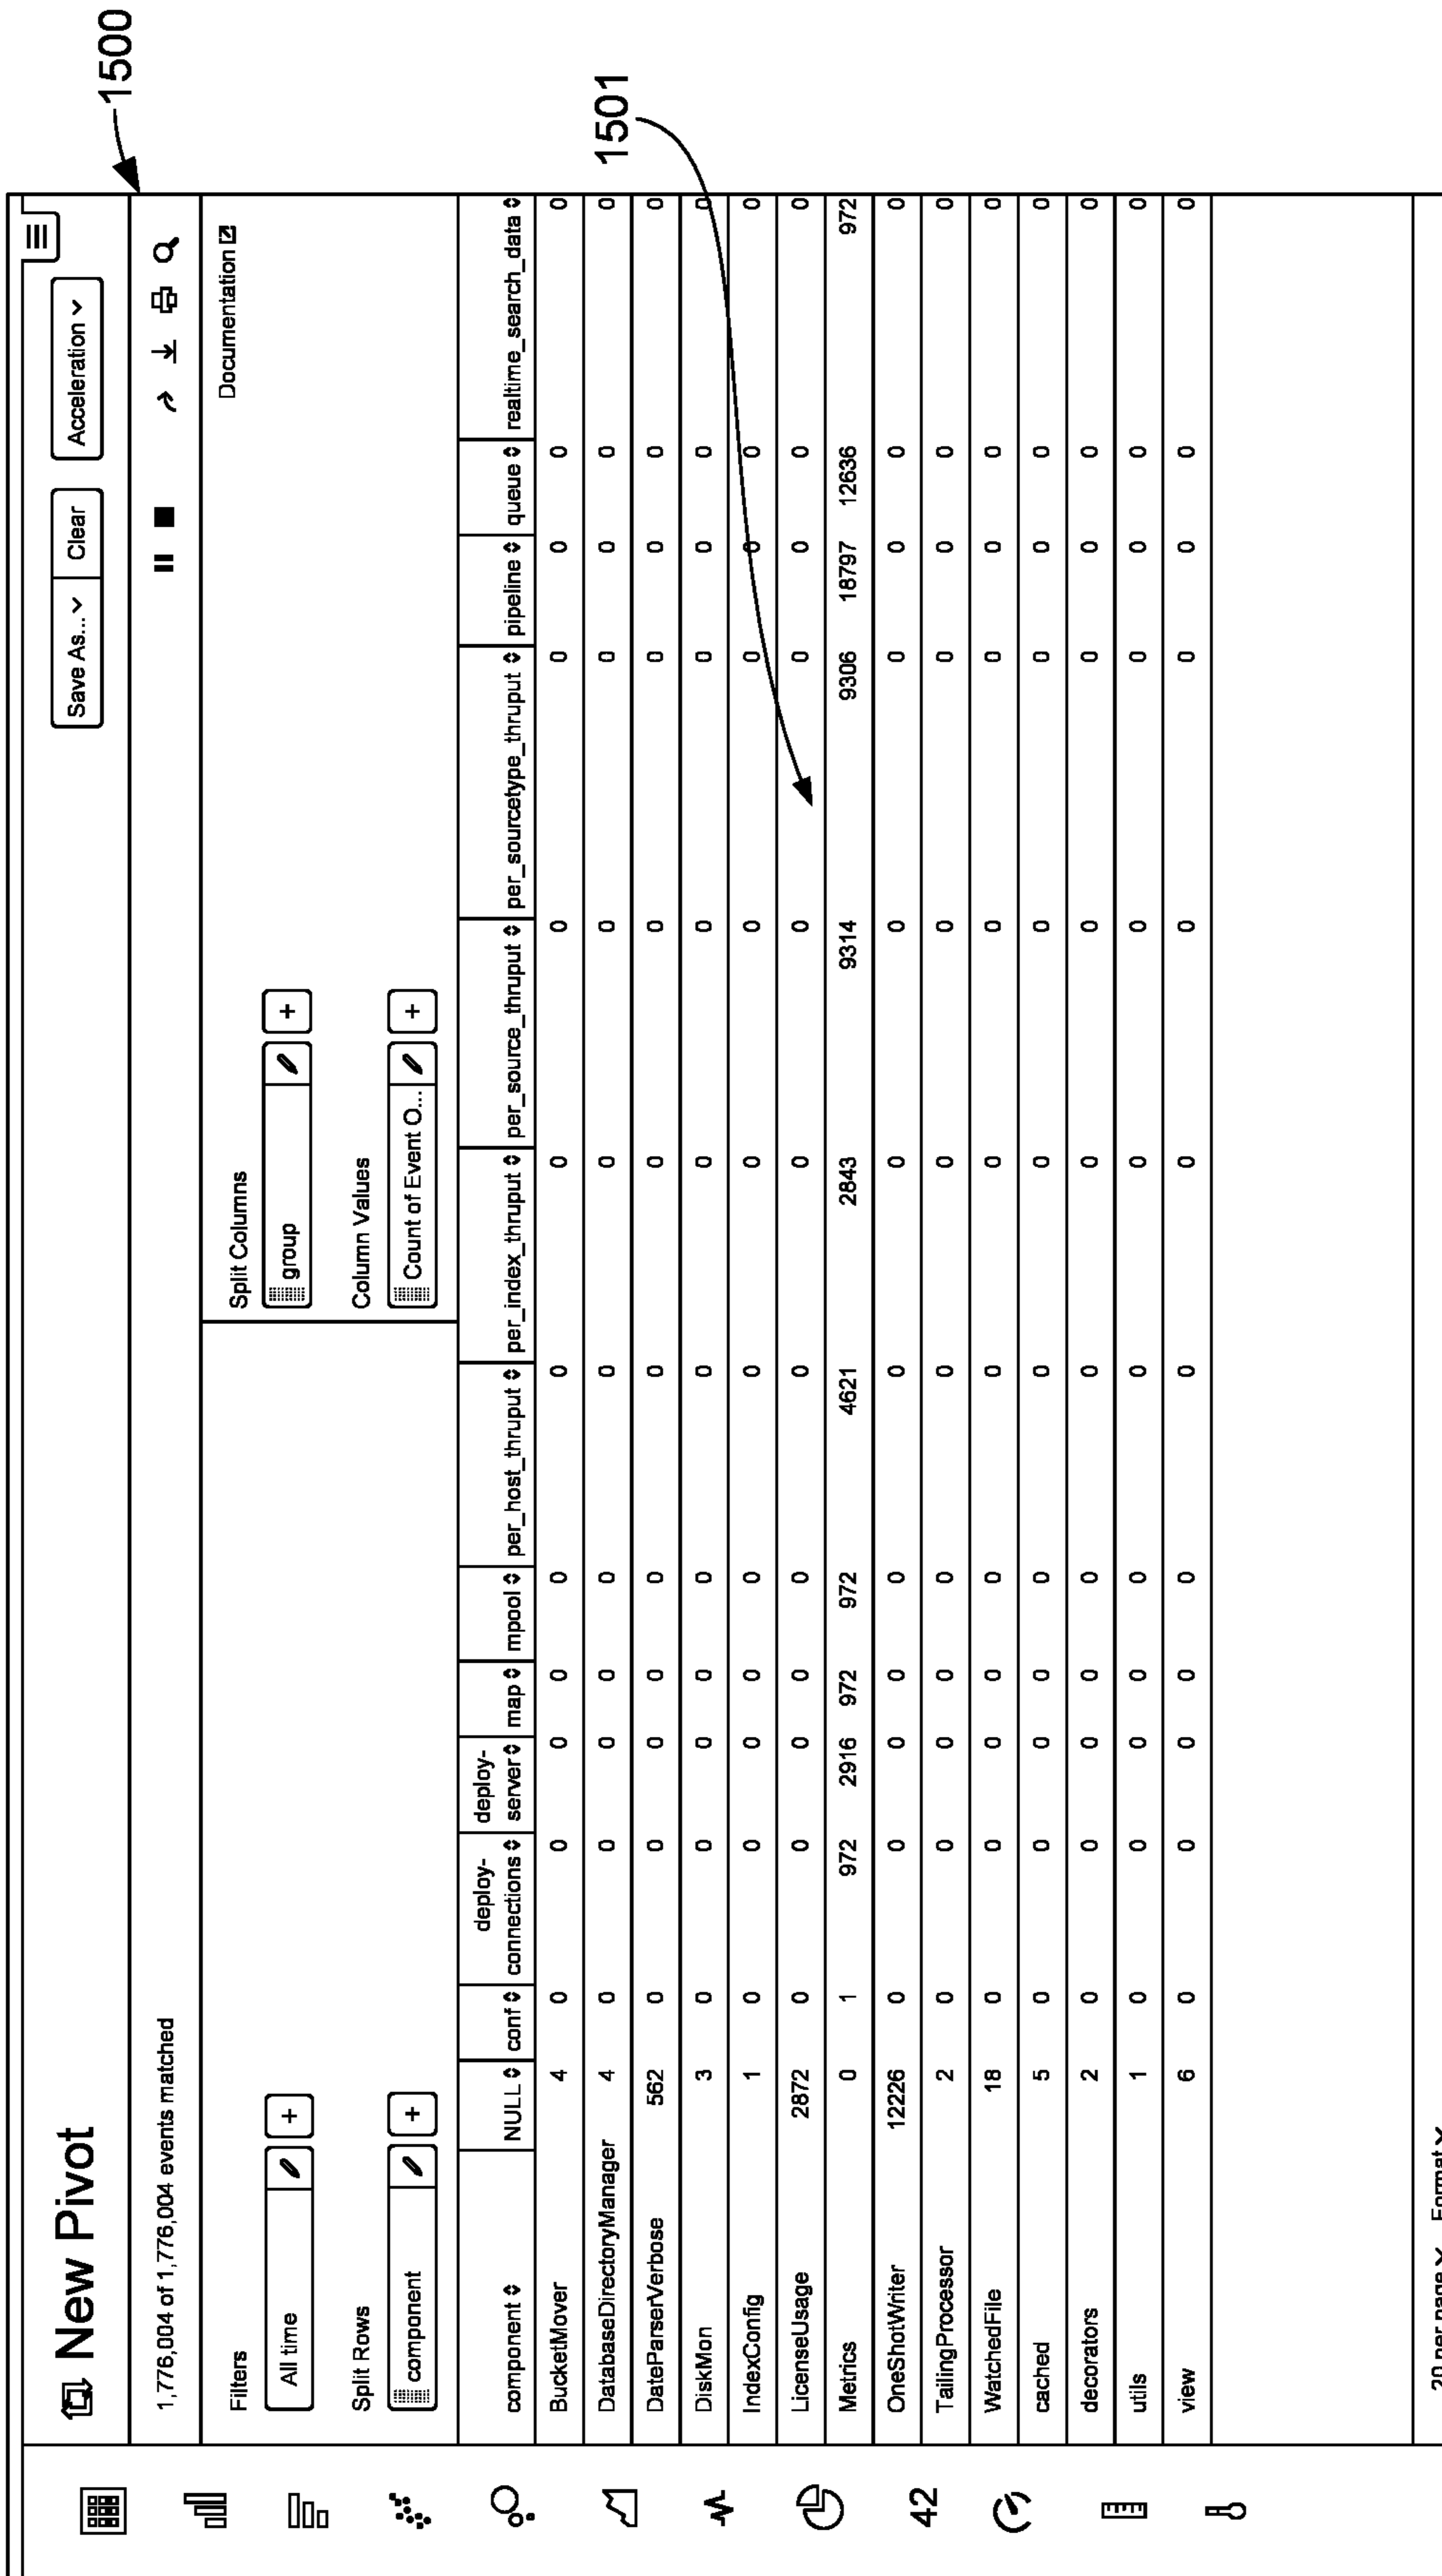 1500
New Pivot
Save As... Clear Acceleration
1,776,004 of 1,776,004 events matched
Filters
All time +
Split Columns
group +
Documentation
Split Rows
component +
Column Values
Count of Event O... +
1501
component NULL conf deploy-connections deploy-server map mpool per_host_thruput per_index_thruput per_source_thruput per_sourcetype_thruput pipeline queue realtime_search_data
BucketMover 4 0 0 0 0 0 0 0 0 0 0 0 0
DatabaseDirectoryManager 4 0 0 0 0 0 0 0 0 0 0 0 0
DateParserVerbose 562 0 0 0 0 0 0 0 0 0 0 0 0
DiskMon 3 0 0 0 0 0 0 0 0 0 0 0 0
IndexConfig 1 0 0 0 0 0 0 0 0 0 0 0 0
LicenseUsage 2872 0 0 0 0 0 0 0 0 0 0 0 0
Metrics 0 1 972 2916 972 972 4621 2843 9314 9306 18797 12636 972
OneShotWriter 12226 0 0 0 0 0 0 0 0 0 0 0 0
TailingProcessor 2 0 0 0 0 0 0 0 0 0 0 0 0
WatchedFile 18 0 0 0 0 0 0 0 0 0 0 0 0
cached 5 0 0 0 0 0 0 0 0 0 0 0 0
decorators 2 0 0 0 0 0 0 0 0 0 0 0 0
utils 1 0 0 0 0 0 0 0 0 0 0 0 0
view 6 0 0 0 0 0 0 0 0 0 0 0 0
42
20 per page Format